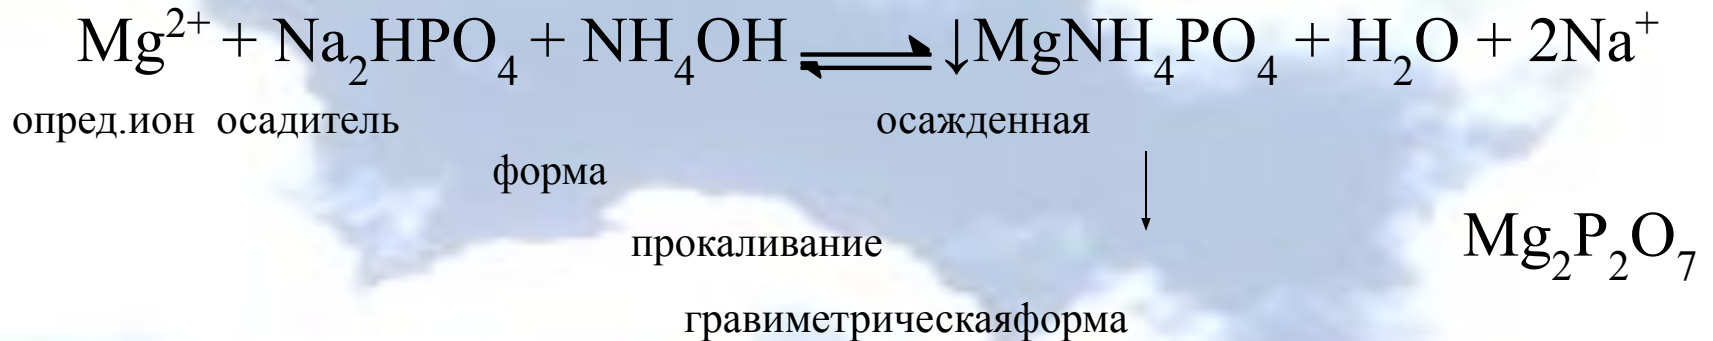 Mg²⁺ + Na₂HPO₄ + NH₄OH ⇌ ↓MgNH₄PO₄ + H₂O + 2Na⁺
опред.ион осадитель осажденная
форма
прокаливание Mg₂P₂O₇
гравиметрическаяформа